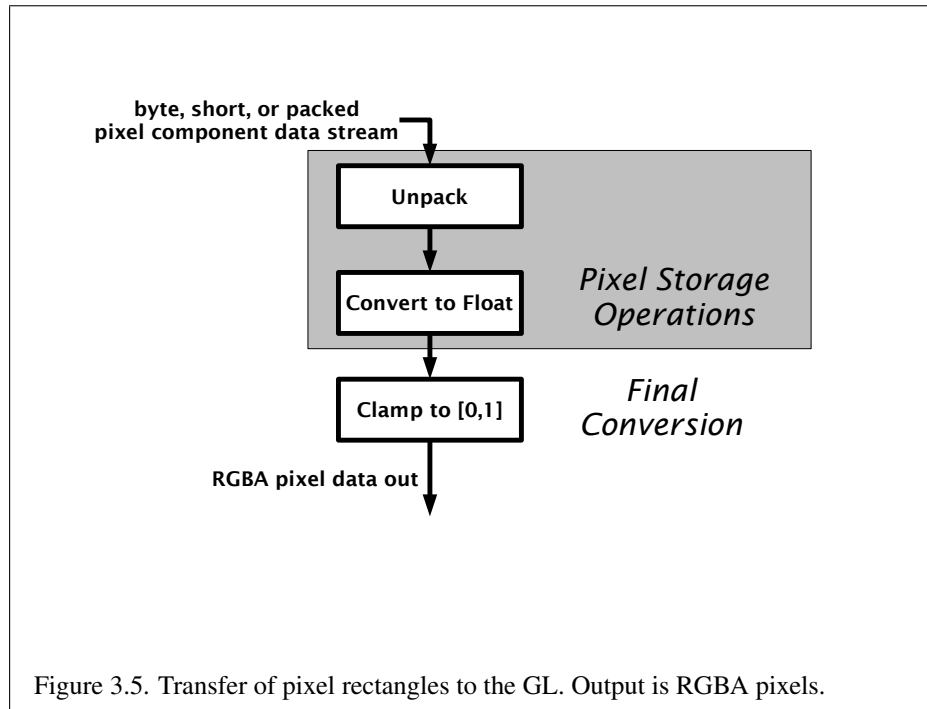 byte, short, or packed
pixel component data stream
Unpack
Convert to Float
Pixel Storage
Operations
Clamp to [0,1]
Final
Conversion
RGBA pixel data out
Figure 3.5. Transfer of pixel rectangles to the GL. Output is RGBA pixels.